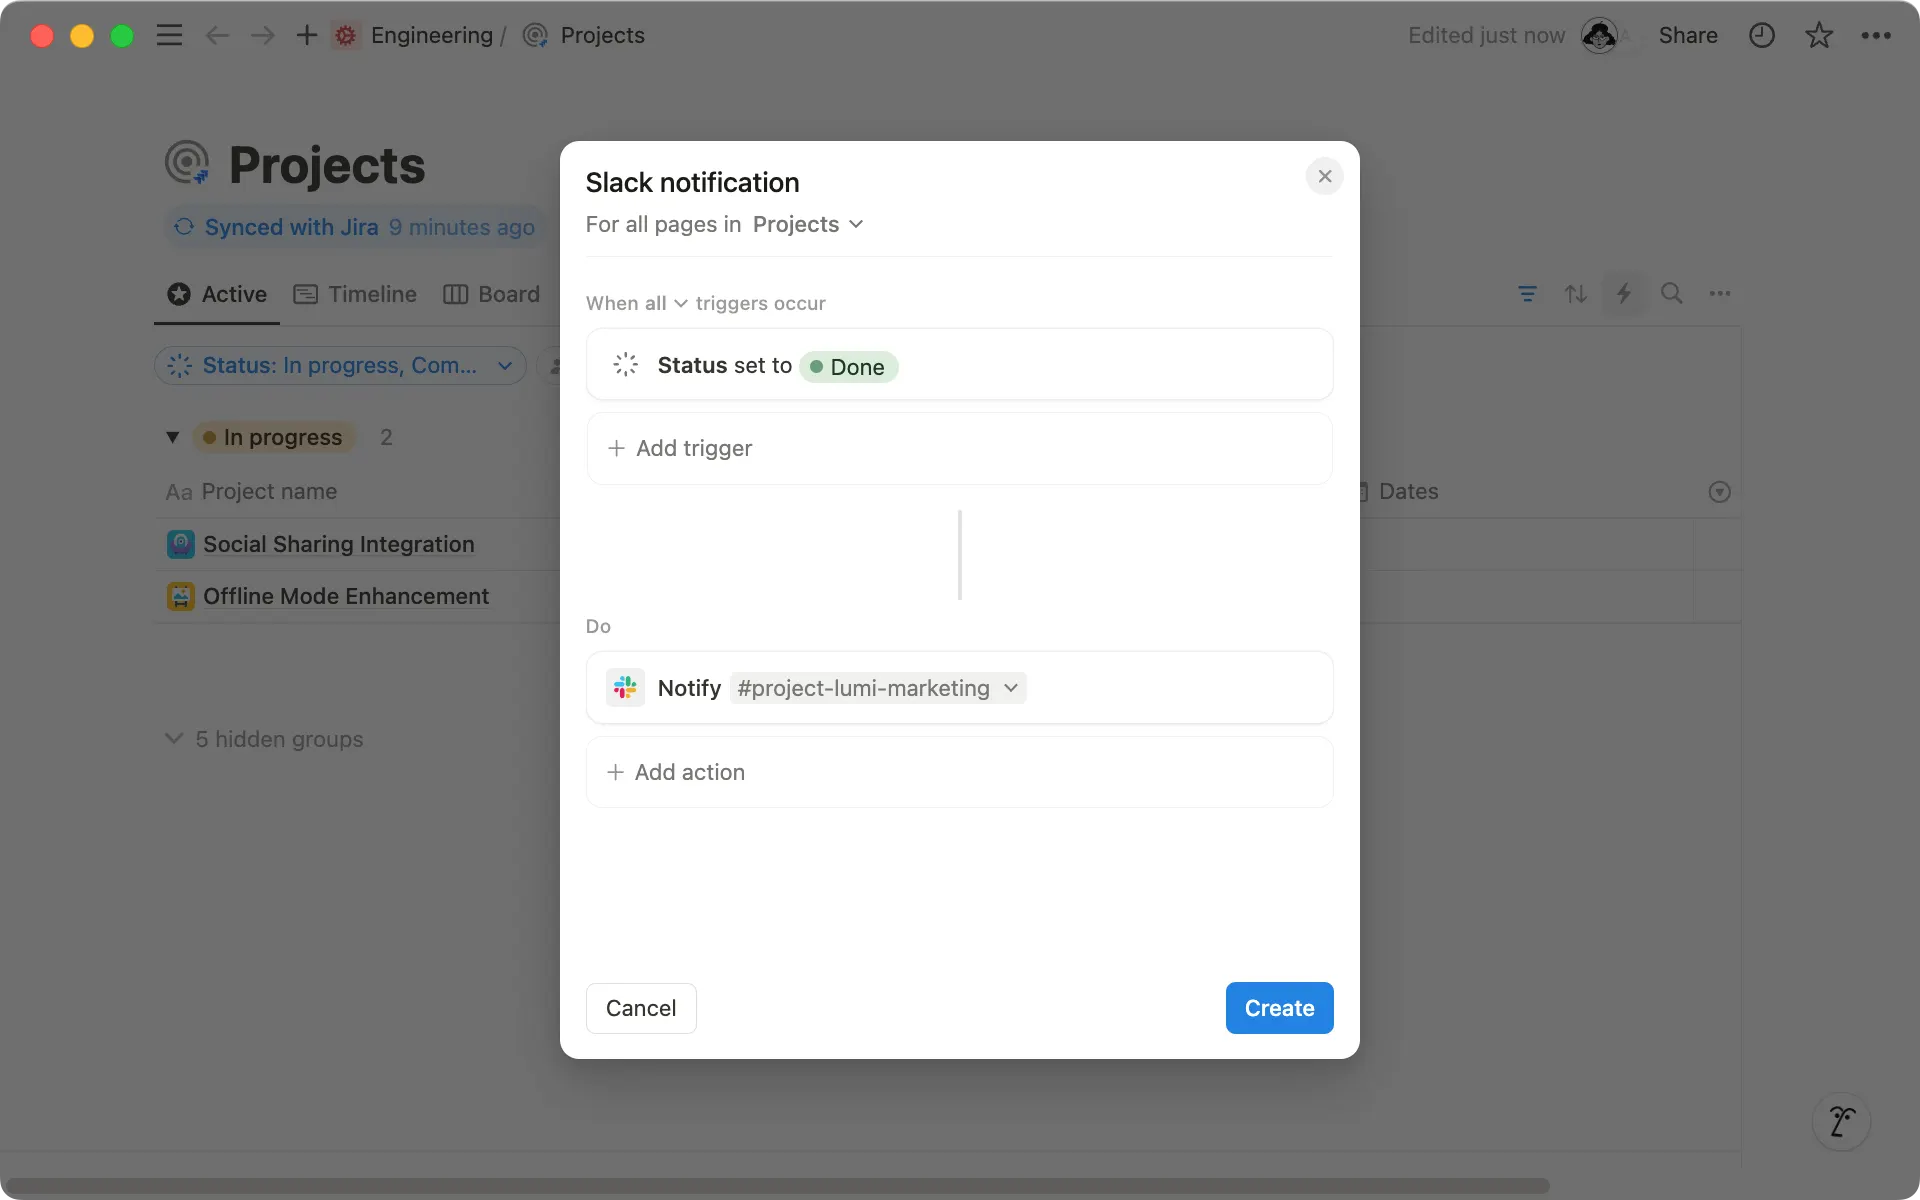 Engineering / Projects
Edited just now
Share
Projects
Synced with Jira 9 minutes ago
Active
Timeline
Board
Status: In progress, Com...
In progress 2
Aa Project name
Dates
Social Sharing Integration
Offline Mode Enhancement
5 hidden groups
Slack notification
For all pages in Projects
When all triggers occur
Status set to Done
+ Add trigger
Do
Notify #project-lumi-marketing
+ Add action
Cancel
Create